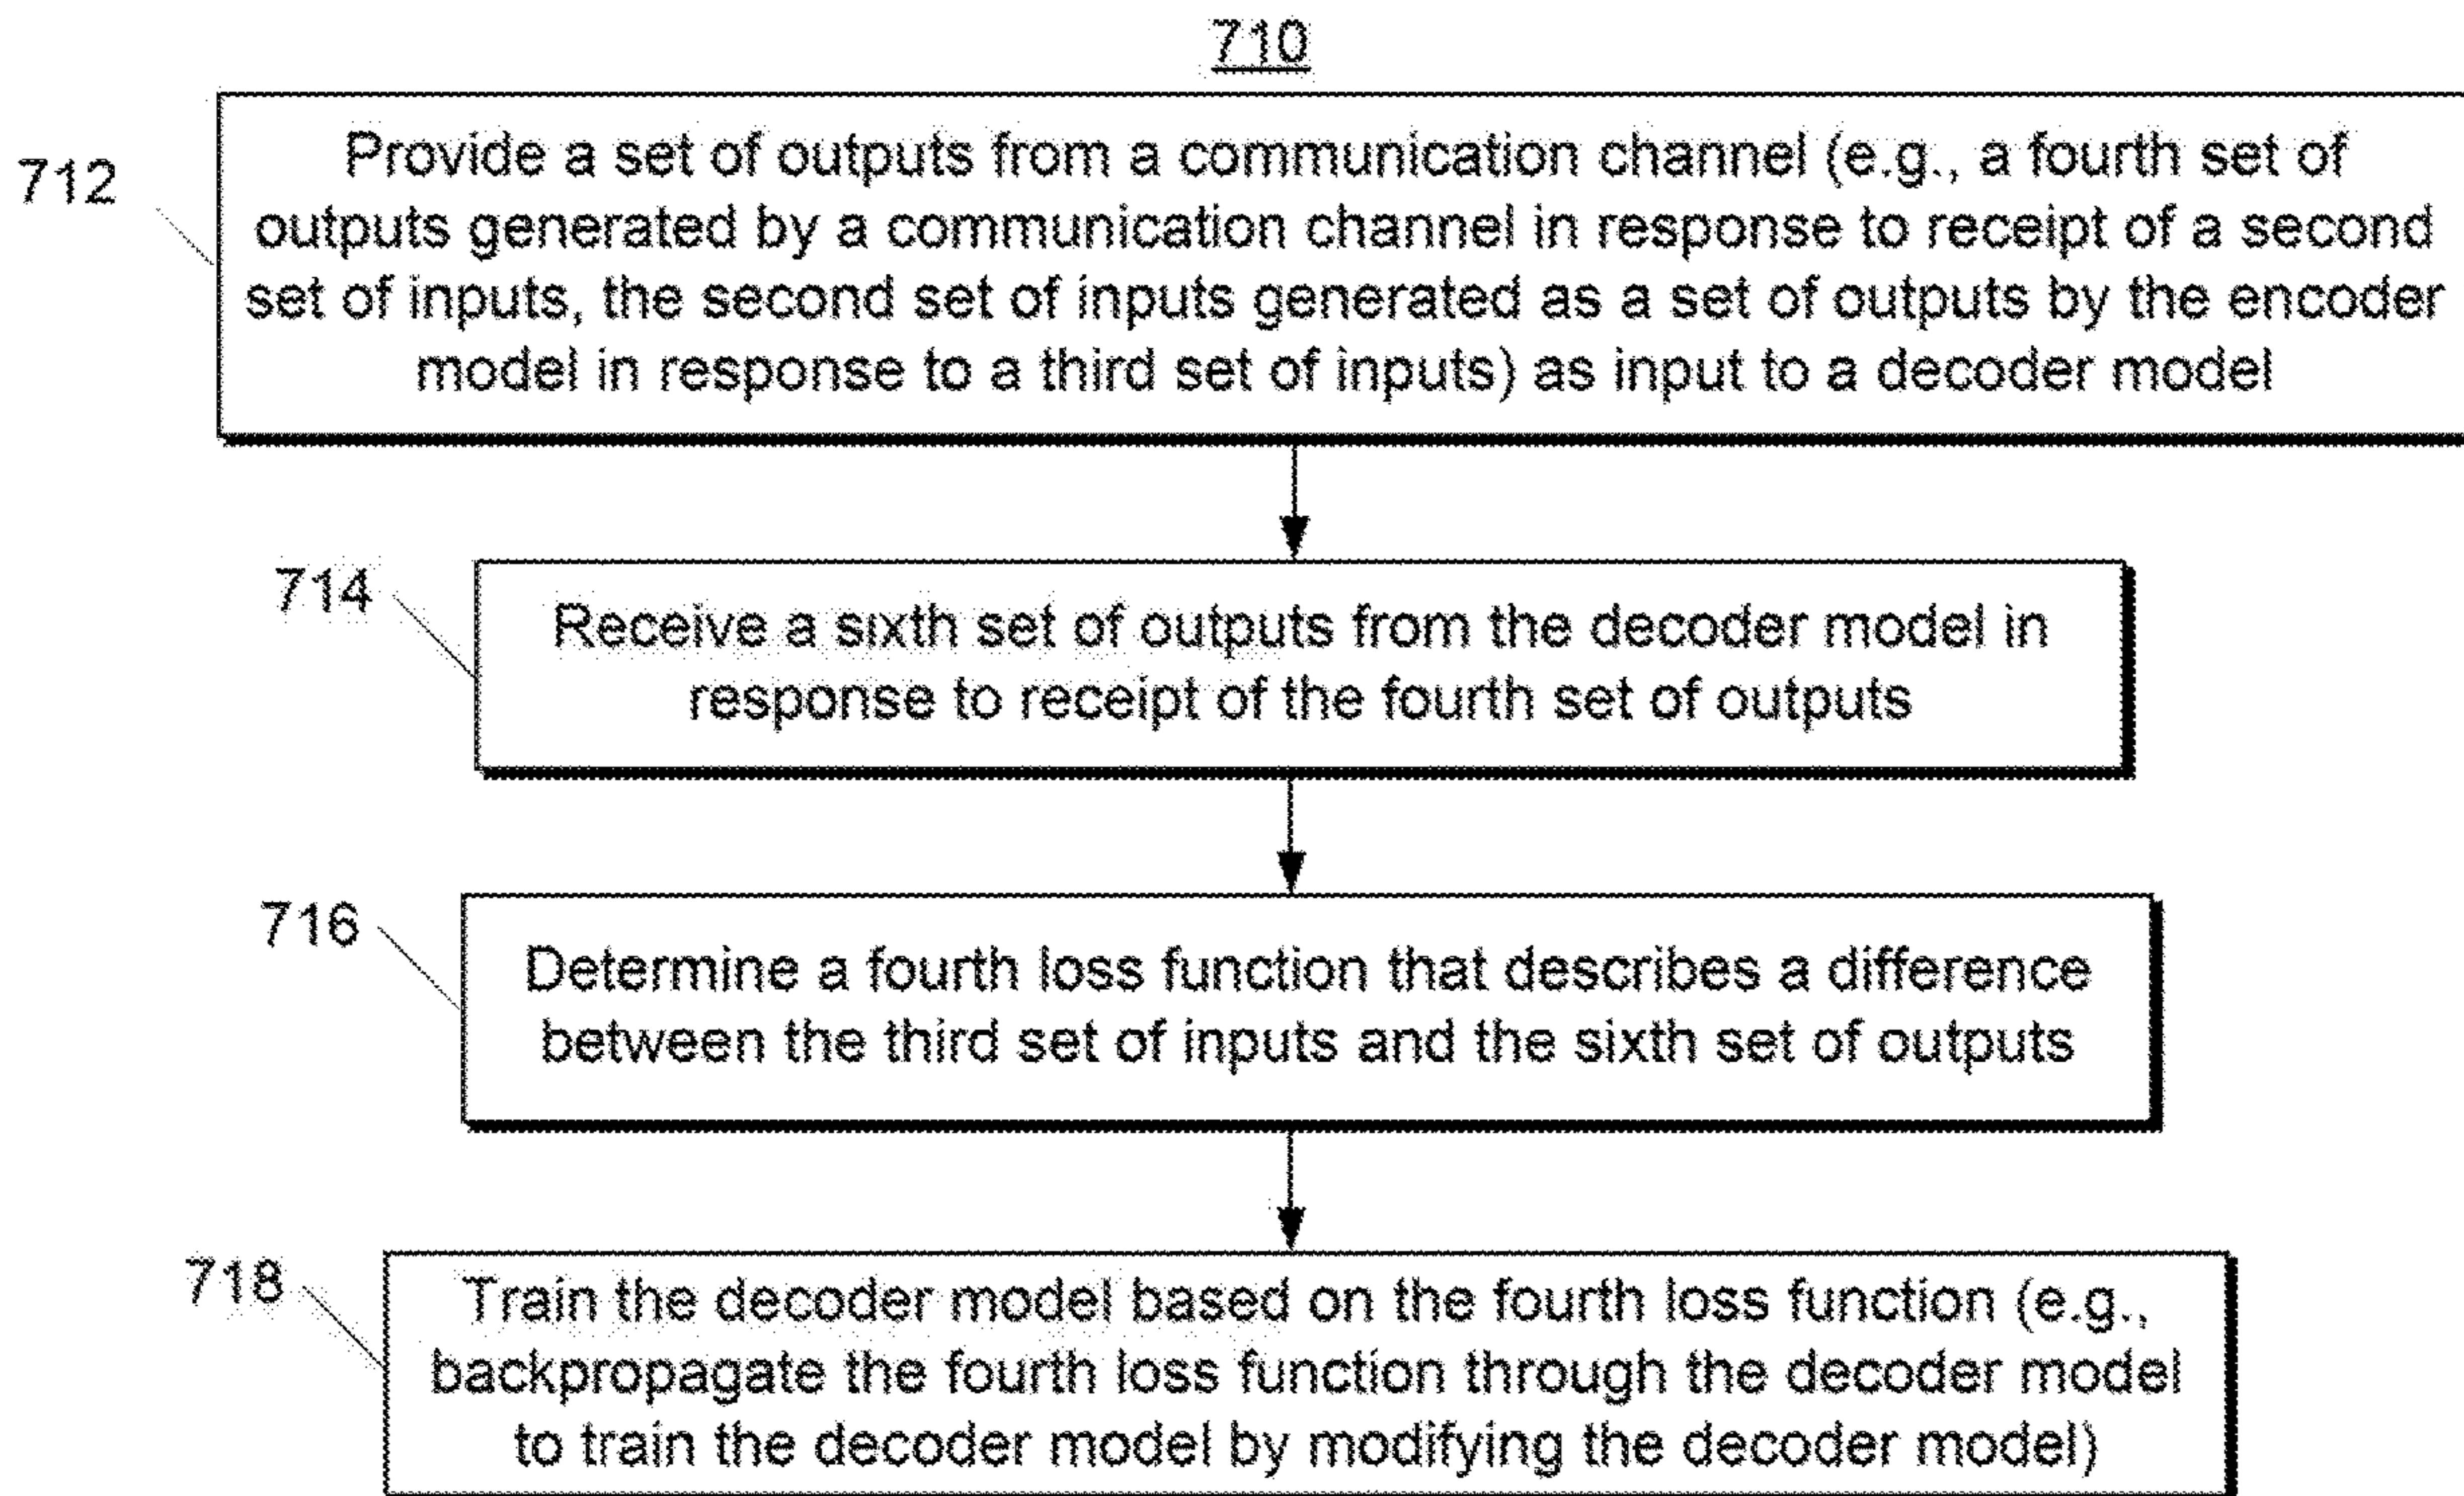 710
712
Provide a set of outputs from a communication channel (e.g., a fourth set of
outputs generated by a communication channel in response to receipt of a second
set of inputs, the second set of inputs generated as a set of outputs by the encoder
model in response to a third set of inputs) as input to a decoder model
714
Receive a sixth set of outputs from the decoder model in
response to receipt of the fourth set of outputs
716
Determine a fourth loss function that describes a difference
between the third set of inputs and the sixth set of outputs
718
Train the decoder model based on the fourth loss function (e.g.,
backpropagate the fourth loss function through the decoder model
to train the decoder model by modifying the decoder model)